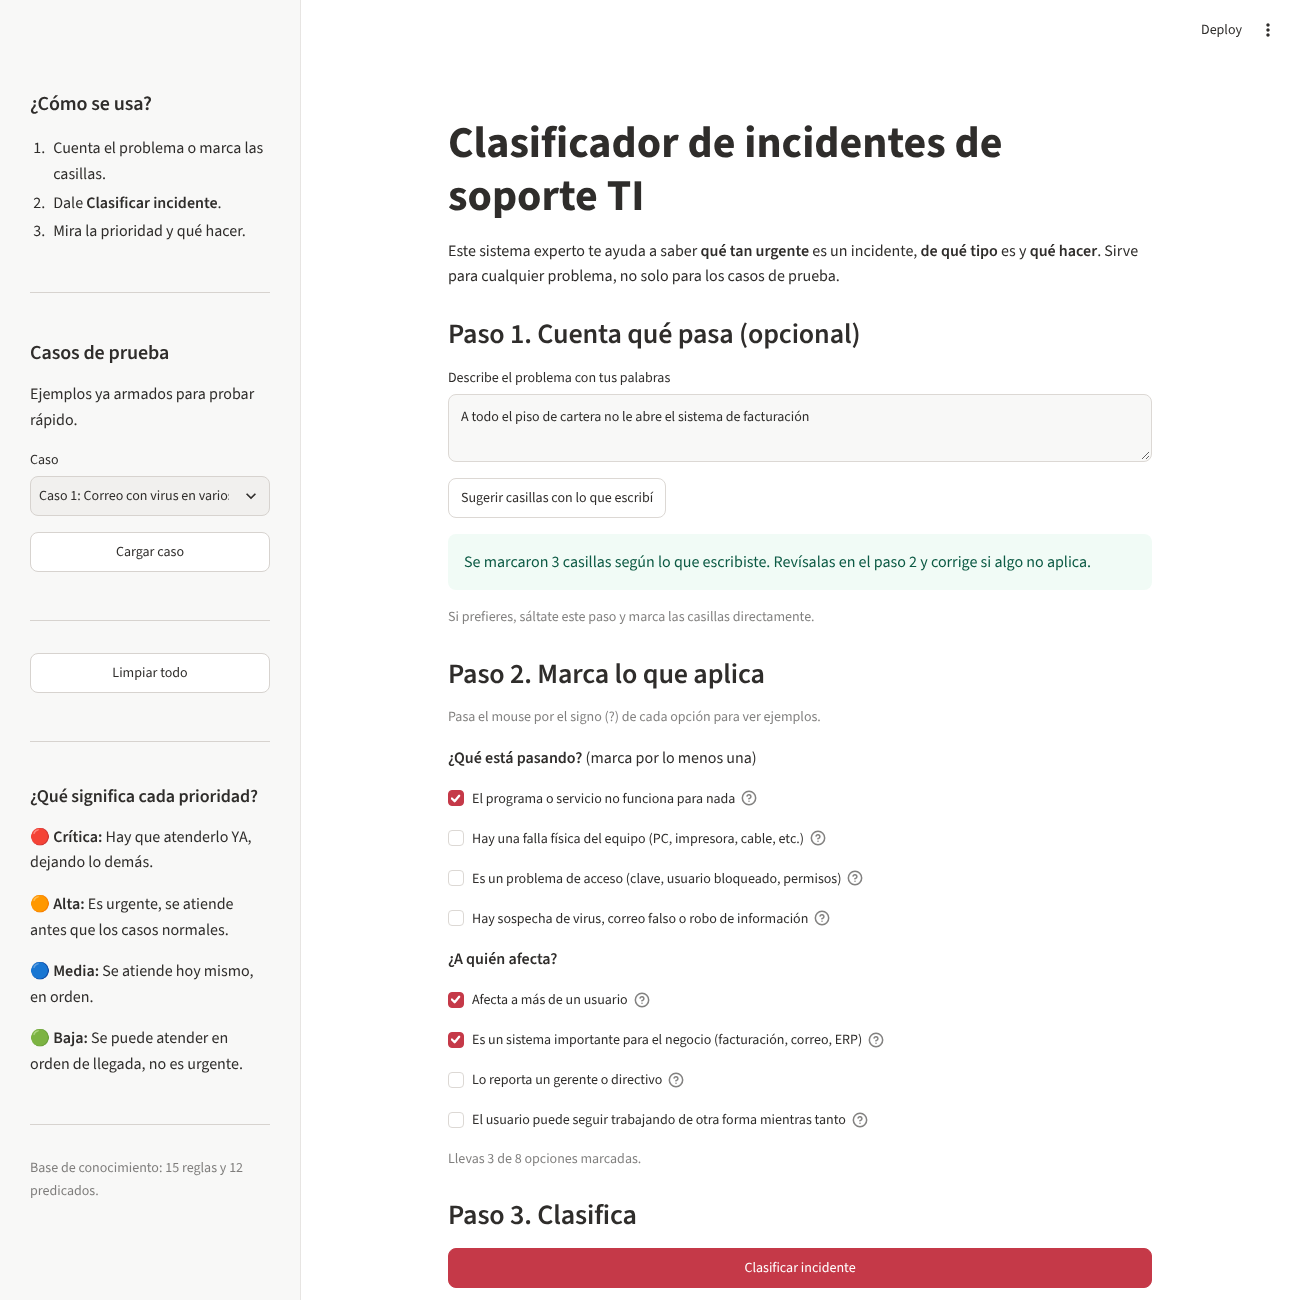 Deploy
¿Cómo se usa?
1. Cuenta el problema o marca las
casillas.
2. Dale Clasificar incidente.
3. Mira la prioridad y qué hacer.
Casos de prueba
Ejemplos ya armados para probar
rápido.
Caso
Caso 1: Correo con virus en vario
Cargar caso
Limpiar todo
¿Qué significa cada prioridad?
🔴 Crítica: Hay que atenderlo YA,
dejando lo demás.
🟠 Alta: Es urgente, se atiende
antes que los casos normales.
🔵 Media: Se atiende hoy mismo,
en orden.
🟢 Baja: Se puede atender en
orden de llegada, no es urgente.
Base de conocimiento: 15 reglas y 12
predicados.
Clasificador de incidentes de
soporte TI
Este sistema experto te ayuda a saber qué tan urgente es un incidente, de qué tipo es y qué hacer. Sirve
para cualquier problema, no solo para los casos de prueba.
Paso 1. Cuenta qué pasa (opcional)
Describe el problema con tus palabras
A todo el piso de cartera no le abre el sistema de facturación
Sugerir casillas con lo que escribí
Se marcaron 3 casillas según lo que escribiste. Revísalas en el paso 2 y corrige si algo no aplica.
Si prefieres, sáltate este paso y marca las casillas directamente.
Paso 2. Marca lo que aplica
Pasa el mouse por el signo (?) de cada opción para ver ejemplos.
¿Qué está pasando? (marca por lo menos una)
El programa o servicio no funciona para nada
Hay una falla física del equipo (PC, impresora, cable, etc.)
Es un problema de acceso (clave, usuario bloqueado, permisos)
Hay sospecha de virus, correo falso o robo de información
¿A quién afecta?
Afecta a más de un usuario
Es un sistema importante para el negocio (facturación, correo, ERP)
Lo reporta un gerente o directivo
El usuario puede seguir trabajando de otra forma mientras tanto
Llevas 3 de 8 opciones marcadas.
Paso 3. Clasifica
Clasificar incidente